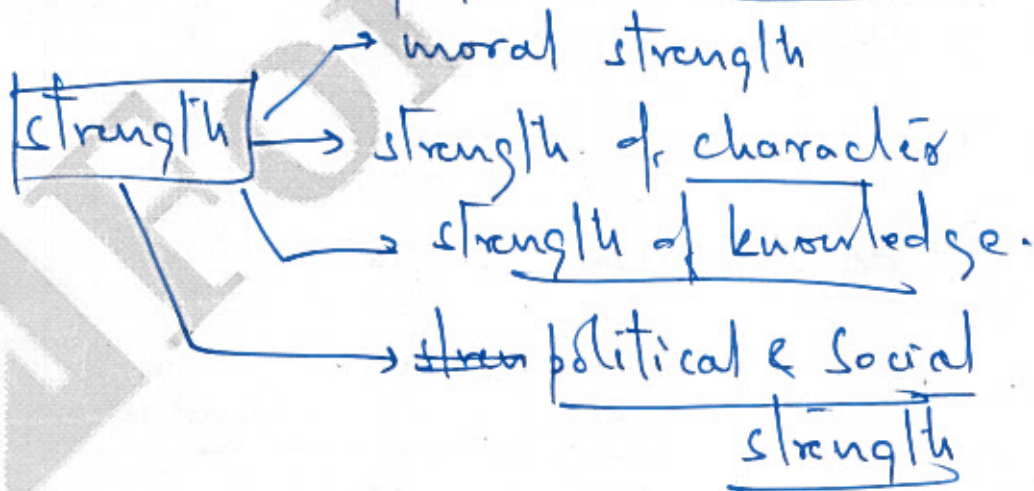 moral strength
strength
strength of character
strength of knowledge.
political & social
strength